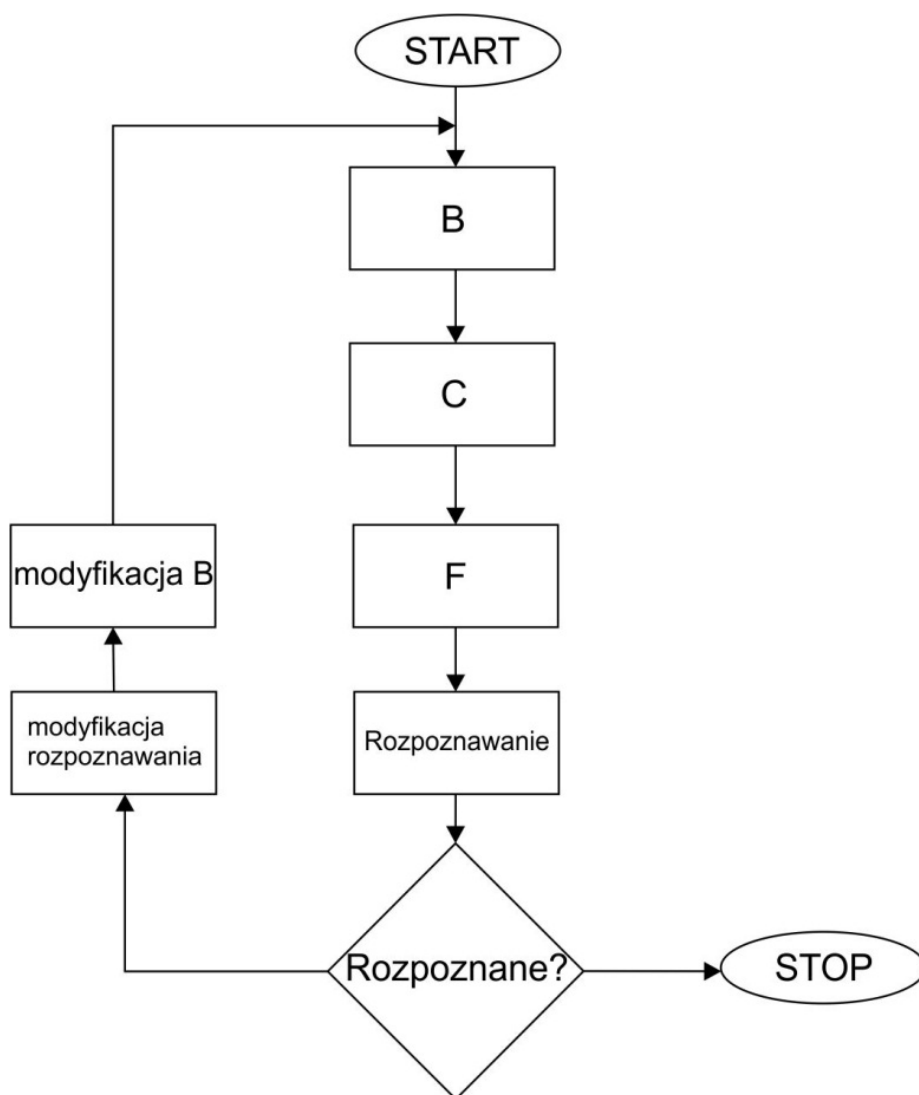 START
B
C
F
modyfikacja B
modyfikacja
rozpoznawania
Rozpoznawanie
Rozpoznane?
STOP